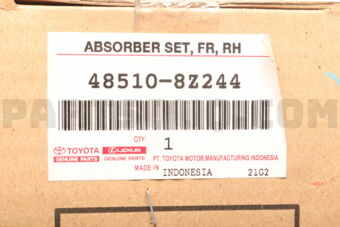 ABSORBER SET, FR, RH
48510-8Z244
QTY: 1
TOYOTA GENUINE PARTS
LEXUS GENUINE PARTS
PT. TOYOTA MOTOR MANUFACTURING INDONESIA
MADE IN INDONESIA 21G2